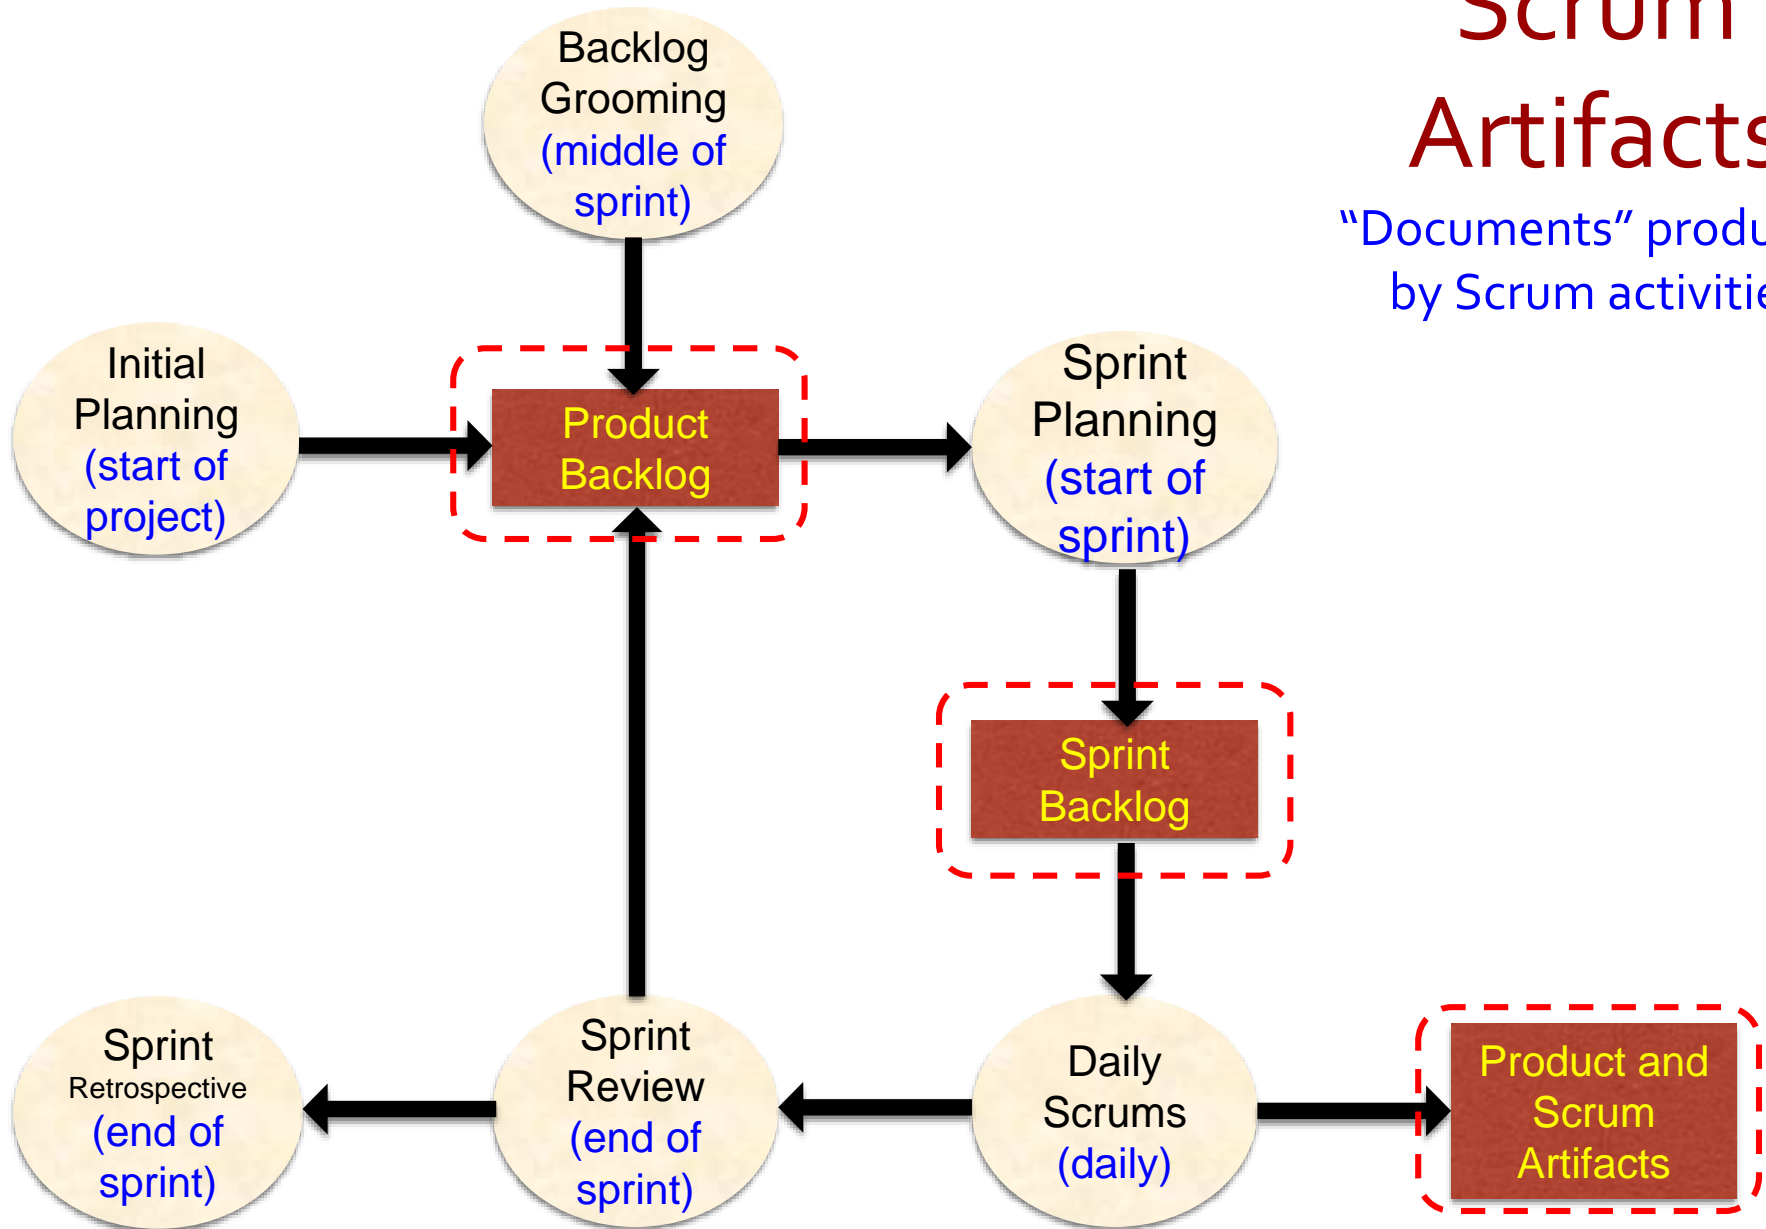 Scrum
Artifacts
“Documents” produ
by Scrum activitie
Backlog
Grooming
(middle of
sprint)
Initial
Planning
(start of
project)
Product
Backlog
Sprint
Planning
(start of
sprint)
Sprint
Backlog
Sprint
Retrospective
(end of
sprint)
Sprint
Review
(end of
sprint)
Daily
Scrums
(daily)
Product and
Scrum
Artifacts